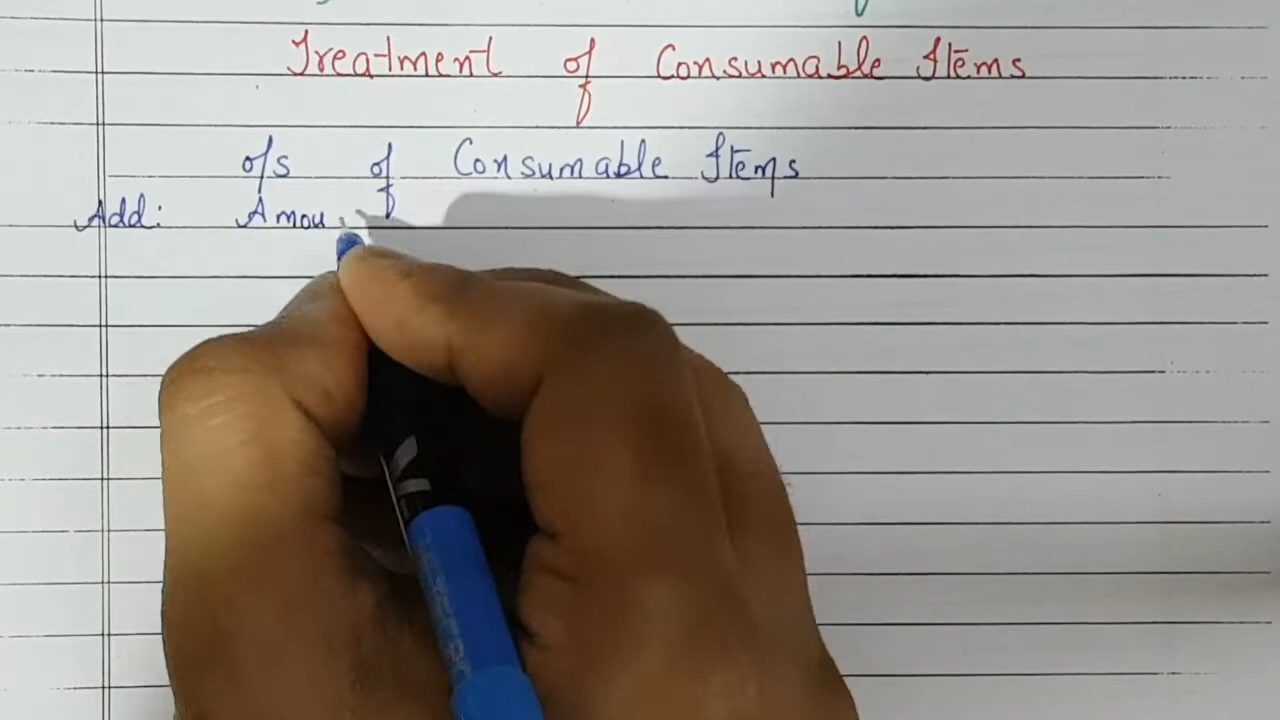 Treatment of Consumable Items
o/s of Consumable Items
Add: Amou